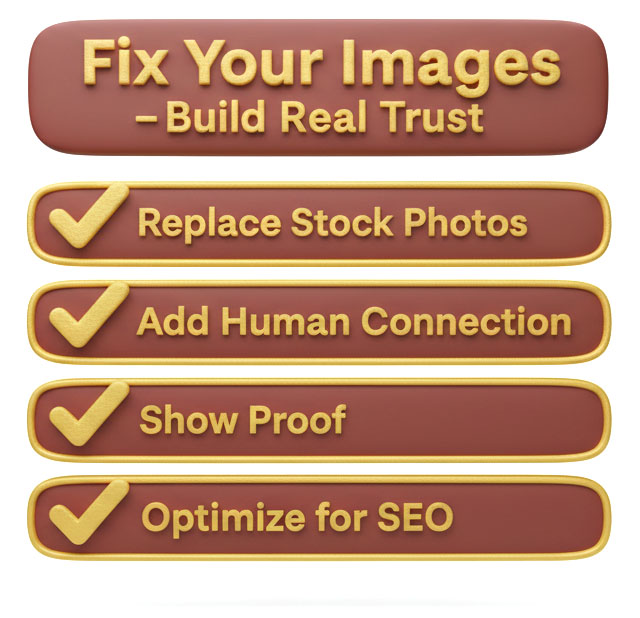 Fix Your Images
– Build Real Trust
Replace Stock Photos
Add Human Connection
Show Proof
Optimize for SEO